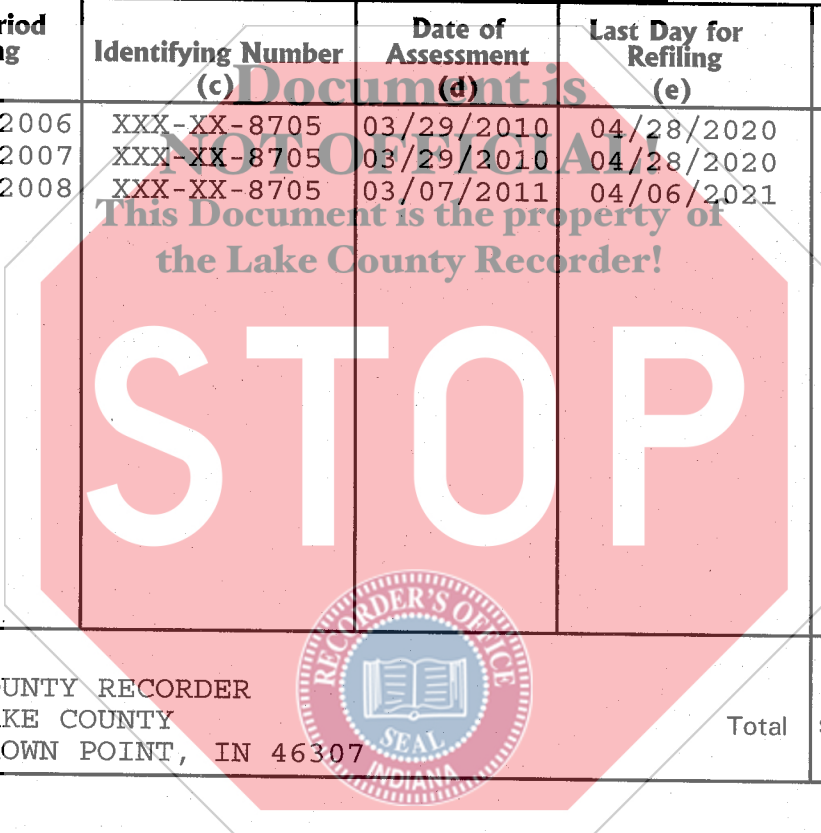 riod
ng
Identifying Number
(c)
Date of
Assessment
(d)
Last Day for
Refiling
(e)
Document is
2006 XXX-XX-8705 03/29/2010 04/28/2020
NOT OFFICIAL!
2007 XXX-XX-8705 03/29/2010 04/28/2020
2008 XXX-XX-8705 03/07/2011 04/06/2021
This Document is the property of
the Lake County Recorder!
STOP
RECORDER'S OFFICE
SEAL
INDIANA
OUNTY RECORDER
AKE COUNTY
OWN POINT, IN 46307
Total